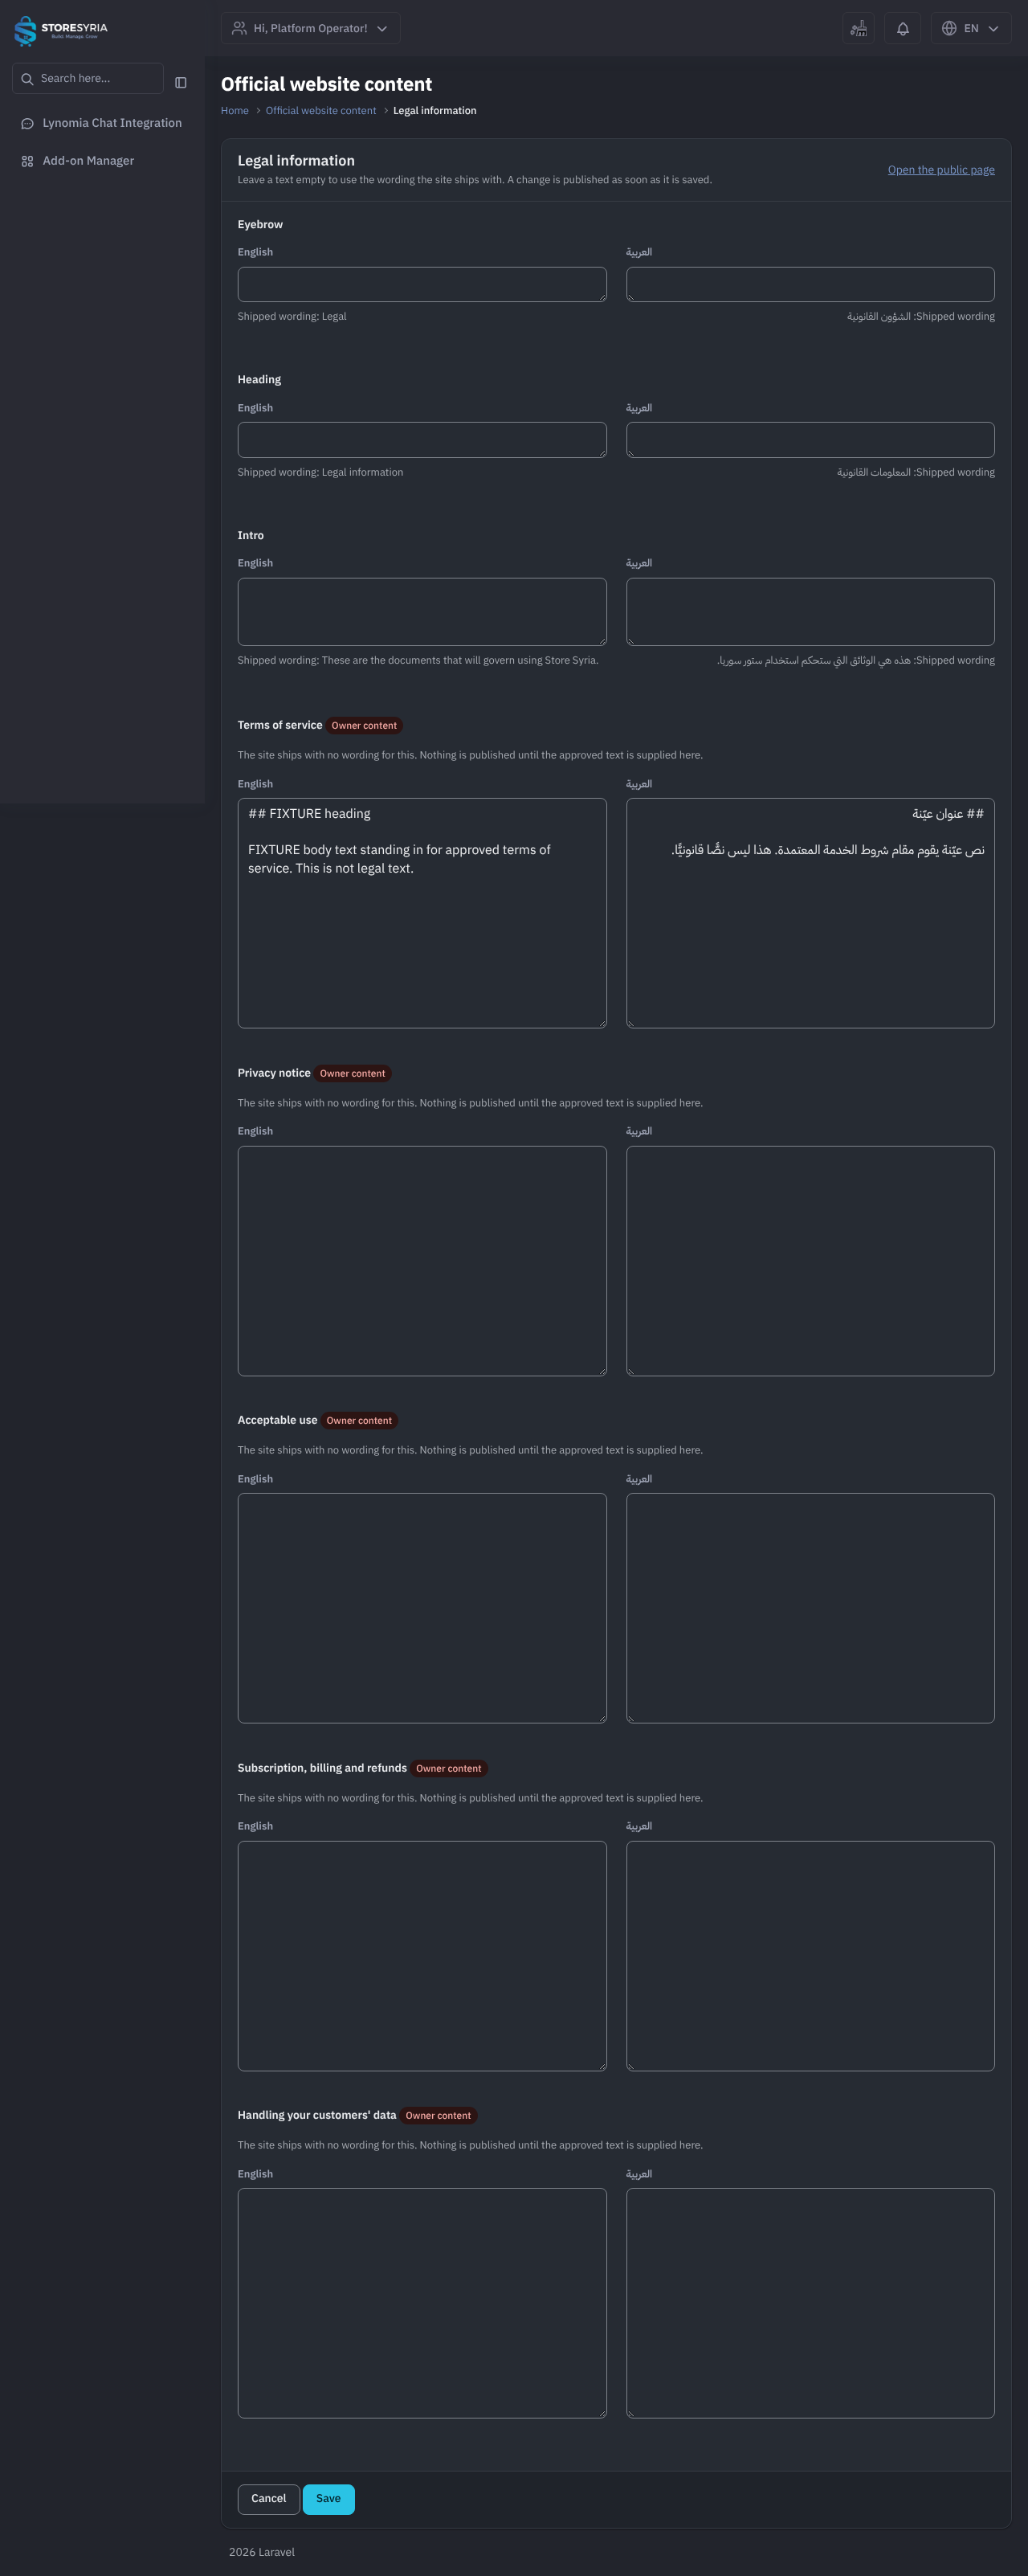 STORESYRIA
Build. Manage. Grow
Hi, Platform Operator!
EN
Search here...
Lynomia Chat Integration
Add-on Manager
Official website content
Home > Official website content > Legal information
Legal information
Leave a text empty to use the wording the site ships with. A change is published as soon as it is saved.
Open the public page
Eyebrow
English
العربية
Shipped wording: Legal
Shipped wording: الشؤون القانونية
Heading
English
العربية
Shipped wording: Legal information
Shipped wording: المعلومات القانونية
Intro
English
العربية
Shipped wording: These are the documents that will govern using Store Syria.
Shipped wording: هذه هي الوثائق التي ستحكم استخدام ستور سوريا.
Terms of service Owner content
The site ships with no wording for this. Nothing is published until the approved text is supplied here.
English
## FIXTURE heading
FIXTURE body text standing in for approved terms of
service. This is not legal text.
العربية
## عنوان عيّنة
نص عيّنة يقوم مقام شروط الخدمة المعتمدة. هذا ليس نصًّا قانونيًّا.
Privacy notice Owner content
The site ships with no wording for this. Nothing is published until the approved text is supplied here.
English
العربية
Acceptable use Owner content
The site ships with no wording for this. Nothing is published until the approved text is supplied here.
English
العربية
Subscription, billing and refunds Owner content
The site ships with no wording for this. Nothing is published until the approved text is supplied here.
English
العربية
Handling your customers' data Owner content
The site ships with no wording for this. Nothing is published until the approved text is supplied here.
English
العربية
Cancel
Save
2026 Laravel